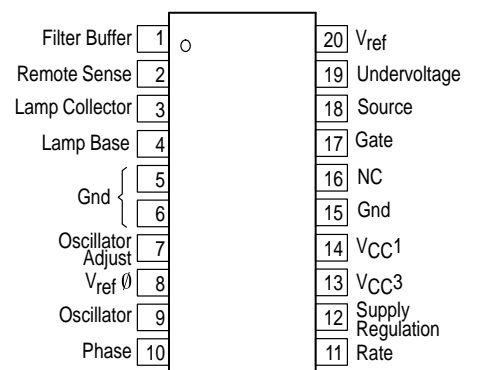 Filter Buffer 1
Remote Sense 2
Lamp Collector 3
Lamp Base 4
Gnd
5
6
Oscillator
Adjust 7
Vref Ø 8
Oscillator 9
Phase 10
20 Vref
19 Undervoltage
18 Source
17 Gate
16 NC
15 Gnd
14 VCC1
13 VCC3
12 Supply
Regulation
11 Rate